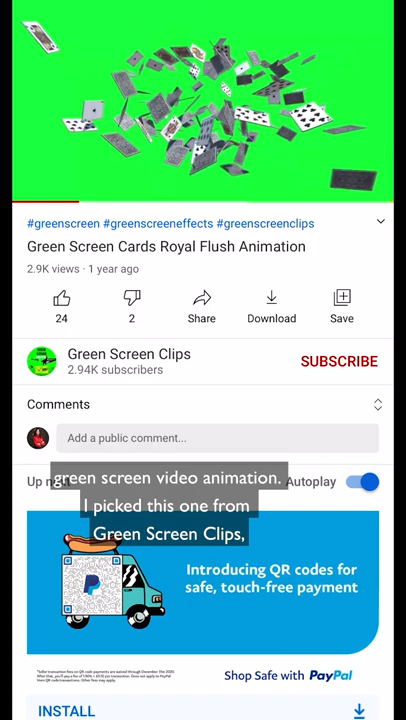 #greenscreen #greenscreeneffects #greenscreenclips
Green Screen Cards Royal Flush Animation
2.9K views · 1 year ago
24
2
Share
Download
Save
Green Screen Clips
2.94K subscribers
SUBSCRIBE
Comments
Add a public comment...
Up next
Autoplay
green screen video animation.
I picked this one from
Green Screen Clips,
Introducing QR codes for
safe, touch-free payment
Shop Safe with PayPal
INSTALL